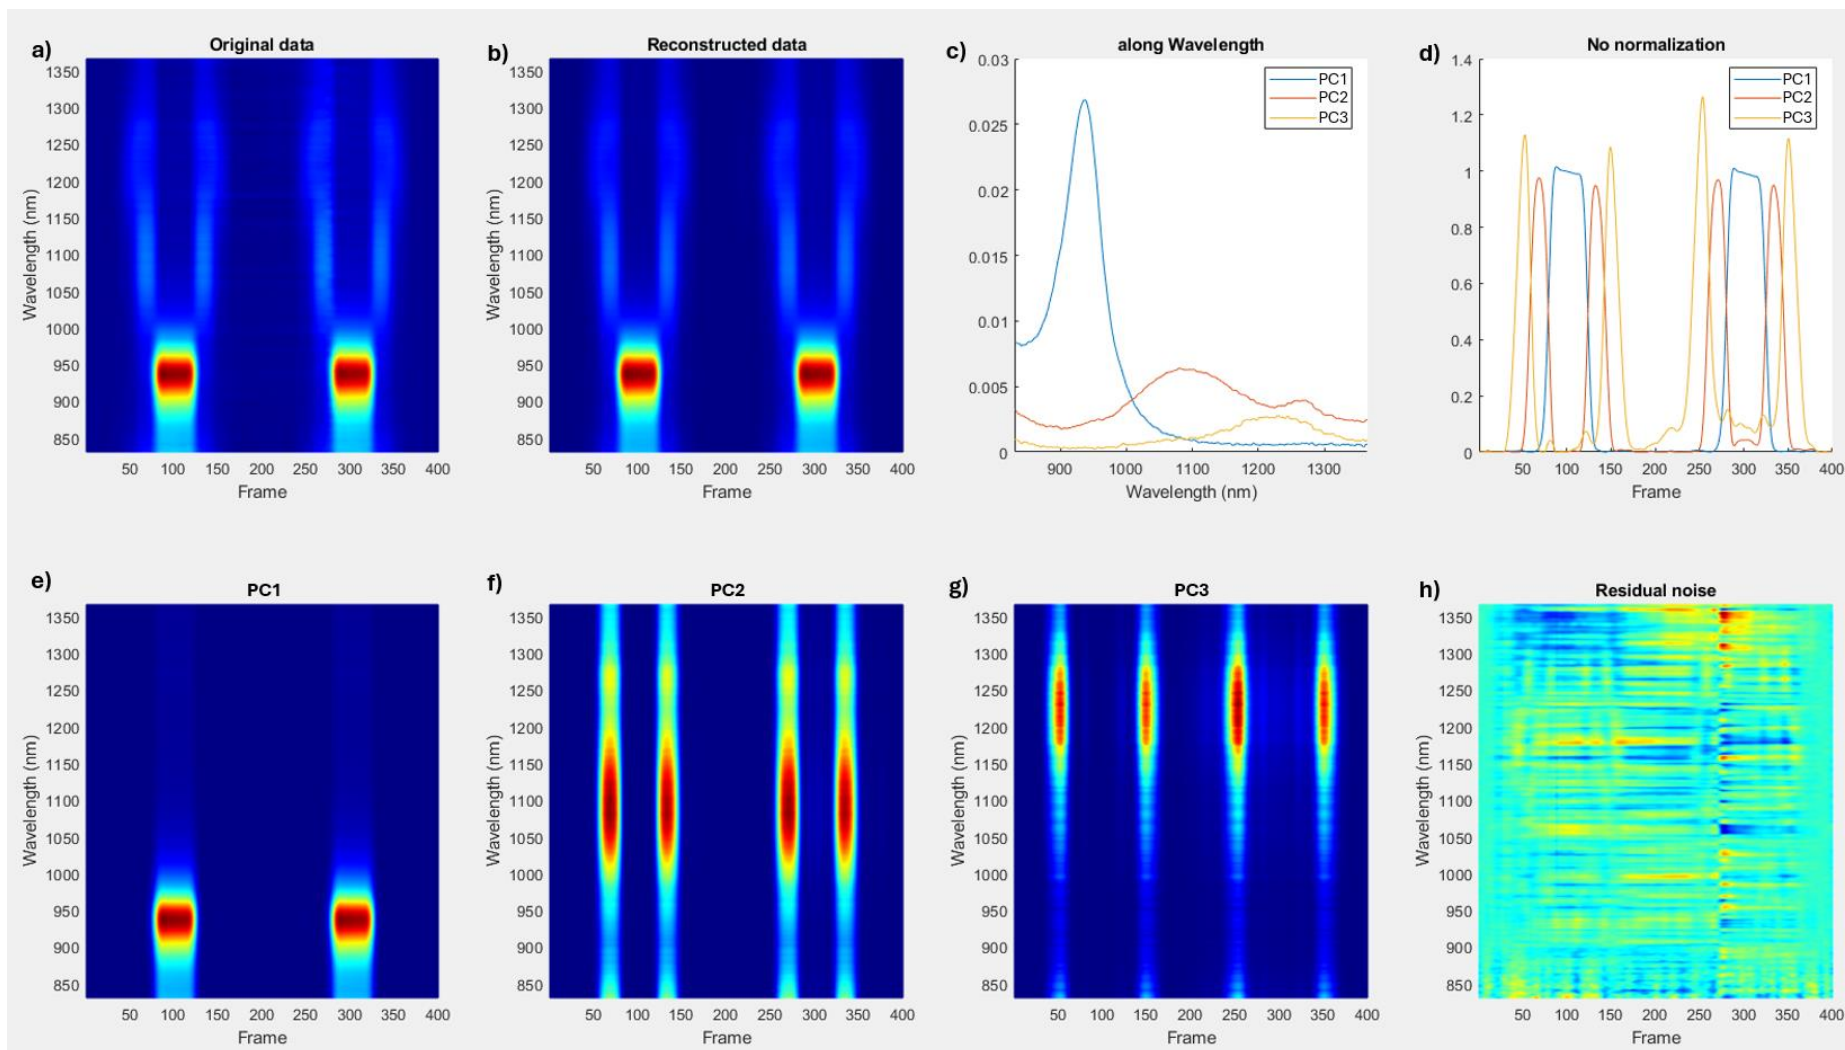 a)
Original data
1350
1300
1250
1200
1150
1100
1050
1000
950
900
850
Wavelength (nm)
50 100 150 200 250 300 350 400
Frame
b)
Reconstructed data
1350
1300
1250
1200
1150
1100
1050
1000
950
900
850
Wavelength (nm)
50 100 150 200 250 300 350 400
Frame
c)
along Wavelength
0.03
0.025
0.02
0.015
0.01
0.005
0
PC1
PC2
PC3
900 1000 1100 1200 1300
Wavelength (nm)
d)
No normalization
1.4
1.2
1
0.8
0.6
0.4
0.2
0
PC1
PC2
PC3
50 100 150 200 250 300 350 400
Frame
e)
PC1
1350
1300
1250
1200
1150
1100
1050
1000
950
900
850
Wavelength (nm)
50 100 150 200 250 300 350 400
Frame
f)
PC2
1350
1300
1250
1200
1150
1100
1050
1000
950
900
850
Wavelength (nm)
50 100 150 200 250 300 350 400
Frame
g)
PC3
1350
1300
1250
1200
1150
1100
1050
1000
950
900
850
Wavelength (nm)
50 100 150 200 250 300 350 400
Frame
h)
Residual noise
1350
1300
1250
1200
1150
1100
1050
1000
950
900
850
Wavelength (nm)
50 100 150 200 250 300 350 400
Frame